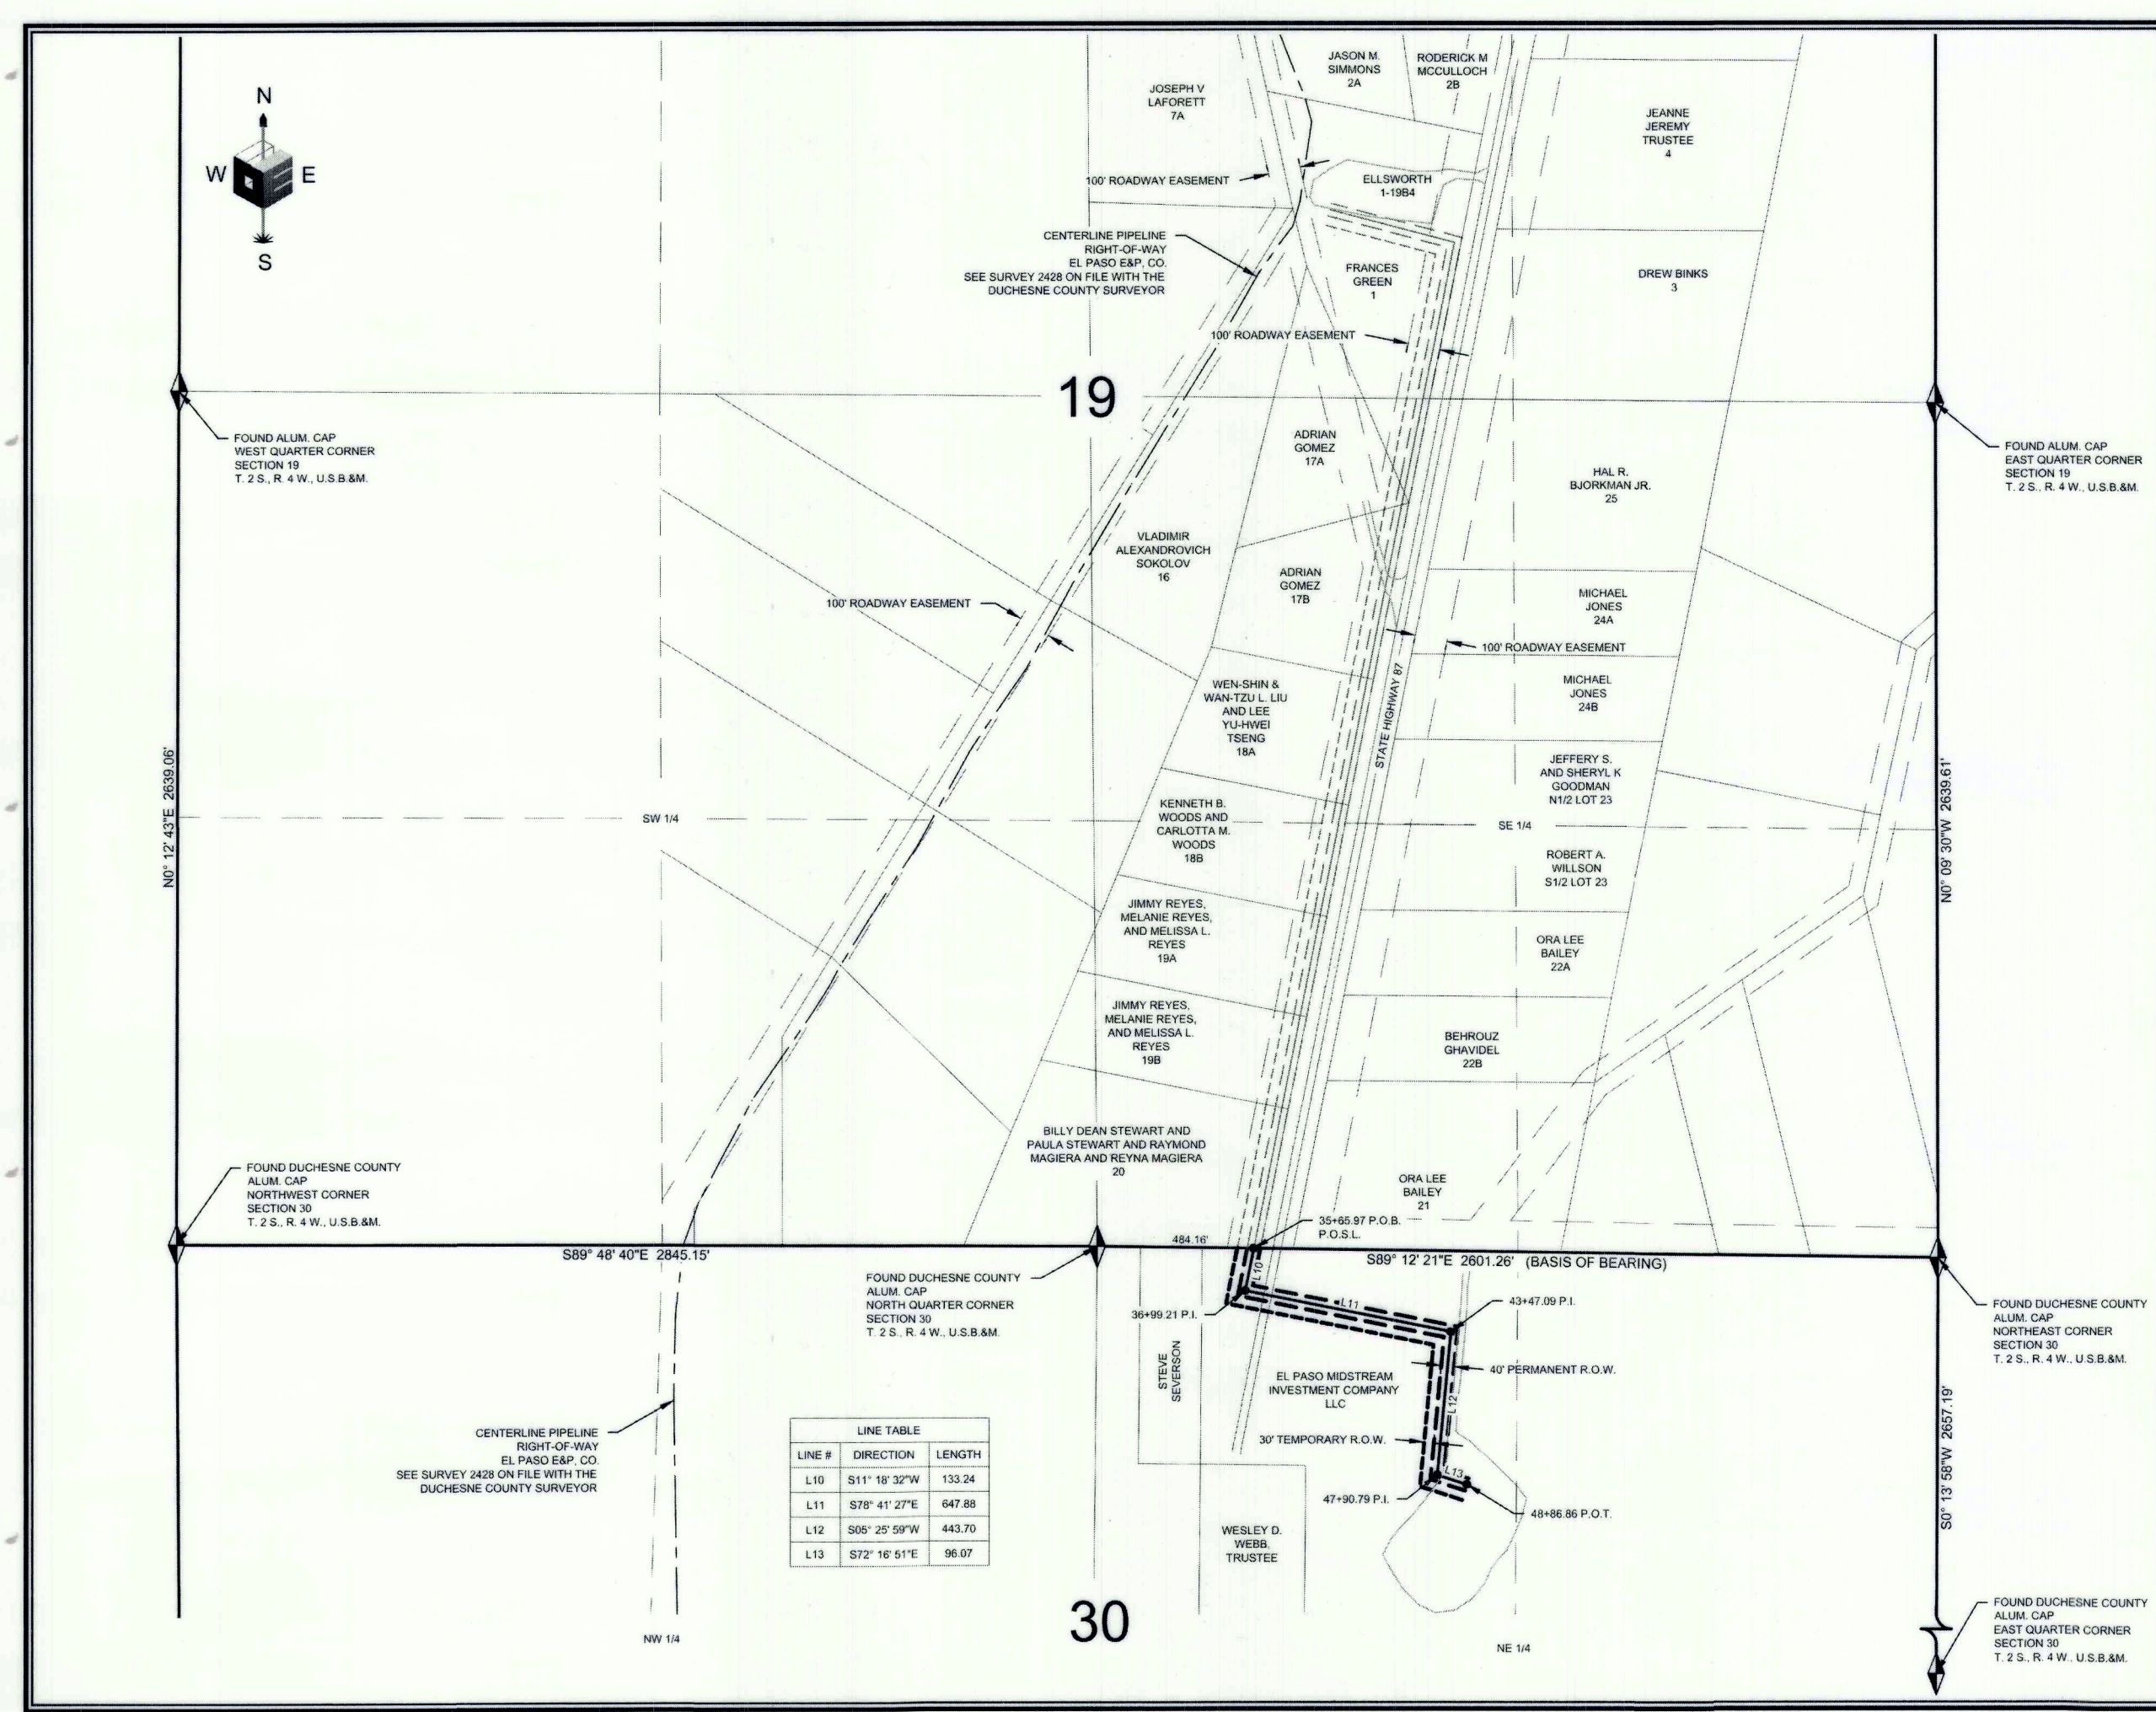 N
W
E
S
JOSEPH V
LAFORETT
7A
JASON M.
SIMMONS
2A
RODERICK M
MCCULLOCH
2B
JEANNE
JEREMY
TRUSTEE
4
100' ROADWAY EASEMENT
ELLSWORTH
1-19B4
CENTERLINE PIPELINE
RIGHT-OF-WAY
EL PASO E&P, CO.
SEE SURVEY 2428 ON FILE WITH THE
DUCHESNE COUNTY SURVEYOR
FRANCES
GREEN
1
DREW BINKS
3
100' ROADWAY EASEMENT
19
FOUND ALUM. CAP
WEST QUARTER CORNER
SECTION 19
T. 2 S., R. 4 W., U.S.B.&M.
ADRIAN
GOMEZ
17A
HAL R.
BJORKMAN JR.
25
FOUND ALUM. CAP
EAST QUARTER CORNER
SECTION 19
T. 2 S., R. 4 W., U.S.B.&M.
VLADIMIR
ALEXANDROVICH
SOKOLOV
16
ADRIAN
GOMEZ
17B
MICHAEL
JONES
24A
100' ROADWAY EASEMENT
100' ROADWAY EASEMENT
STATE HIGHWAY 87
WEN-SHIN &
WAN-TZU L. LIU
AND LEE
YU-HWEI
TSENG
18A
MICHAEL
JONES
24B
N0° 12' 43"E 2639.06'
JEFFERY S.
AND SHERYL K
GOODMAN
N1/2 LOT 23
N0° 09' 30"W 2639.61'
KENNETH B.
WOODS AND
CARLOTTA M.
WOODS
18B
SW 1/4
SE 1/4
ROBERT A.
WILLSON
S1/2 LOT 23
JIMMY REYES,
MELANIE REYES,
AND MELISSA L.
REYES
19A
ORA LEE
BAILEY
22A
JIMMY REYES,
MELANIE REYES,
AND MELISSA L.
REYES
19B
BEHROUZ
GHAVIDEL
22B
BILLY DEAN STEWART AND
PAULA STEWART AND RAYMOND
MAGIERA AND REYNA MAGIERA
20
ORA LEE
BAILEY
21
FOUND DUCHESNE COUNTY
ALUM. CAP
NORTHWEST CORNER
SECTION 30
T. 2 S., R. 4 W., U.S.B.&M.
35+65.97 P.O.B.
P.O.S.L.
484.16'
S89° 48' 40"E 2845.15'
S89° 12' 21"E 2601.26' (BASIS OF BEARING)
FOUND DUCHESNE COUNTY
ALUM. CAP
NORTH QUARTER CORNER
SECTION 30
T. 2 S., R. 4 W., U.S.B.&M.
L10
L11
36+99.21 P.I.
43+47.09 P.I.
FOUND DUCHESNE COUNTY
ALUM. CAP
NORTHEAST CORNER
SECTION 30
T. 2 S., R. 4 W., U.S.B.&M.
STEVE
SEVERSON
EL PASO MIDSTREAM
INVESTMENT COMPANY
LLC
40' PERMANENT R.O.W.
L12
30' TEMPORARY R.O.W.
L13
47+90.79 P.I.
48+86.86 P.O.T.
S0° 13' 58"W 2657.19'
CENTERLINE PIPELINE
RIGHT-OF-WAY
EL PASO E&P, CO.
SEE SURVEY 2428 ON FILE WITH THE
DUCHESNE COUNTY SURVEYOR
LINE TABLE
LINE # DIRECTION LENGTH
L10 S11° 18' 32"W 133.24
L11 S78° 41' 27"E 647.88
L12 S05° 25' 59"W 443.70
L13 S72° 16' 51"E 96.07
WESLEY D.
WEBB,
TRUSTEE
30
NW 1/4
NE 1/4
FOUND DUCHESNE COUNTY
ALUM. CAP
EAST QUARTER CORNER
SECTION 30
T. 2 S., R. 4 W., U.S.B.&M.